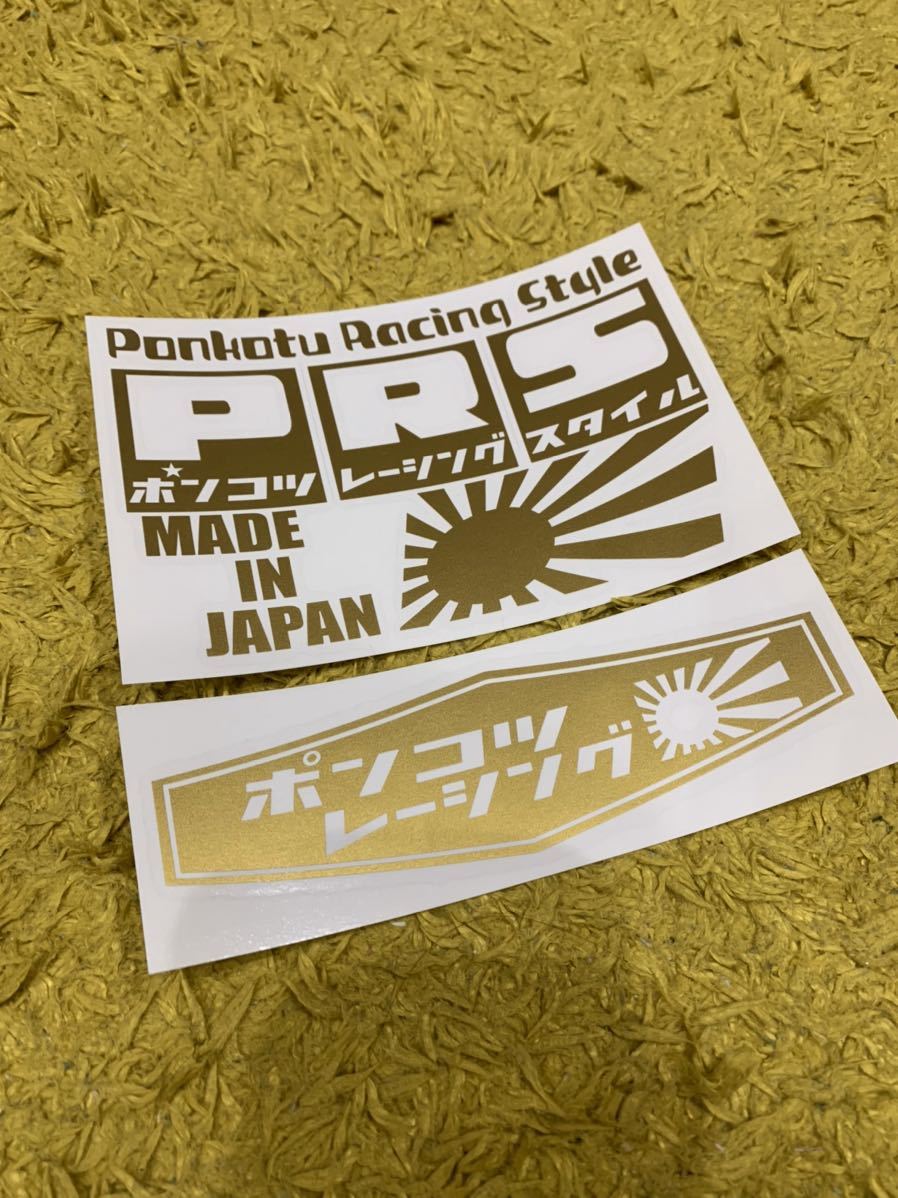 Ponkotu Racing Style
P R S
ポンコツ レーシング スタイル
MADE
IN
JAPAN
ポンコツ
レーシング